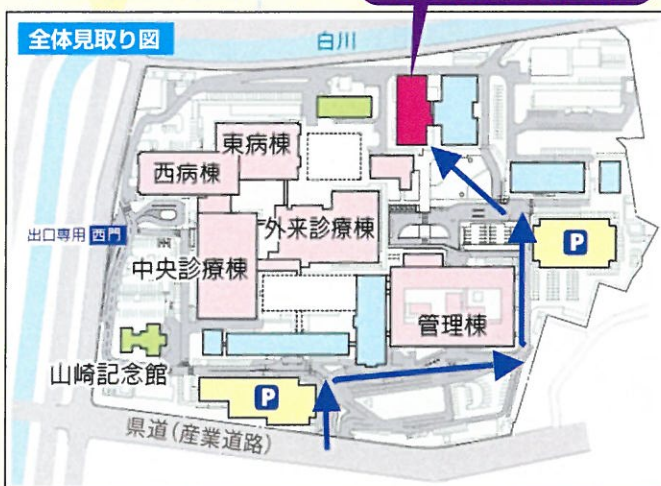 全体見取り図
白川
東病棟
西病棟
外来診療棟
出口専用 西門
中央診療棟
P
管理棟
山崎記念館
P
県道(産業道路)